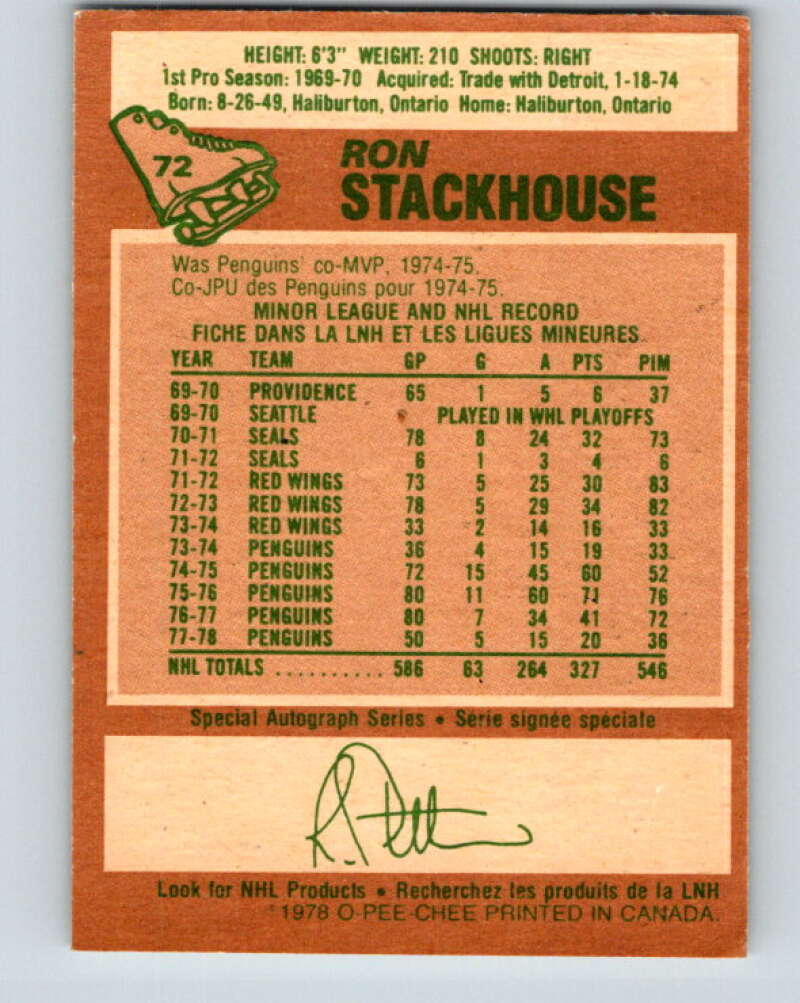 HEIGHT: 6'3" WEIGHT: 210 SHOOTS: RIGHT
1st Pro Season: 1969-70 Acquired: Trade with Detroit, 1-18-74
Born: 8-26-49, Haliburton, Ontario Home: Haliburton, Ontario
72
RON
STACKHOUSE
Was Penguins' co-MVP, 1974-75.
Co-JPU des Penguins pour 1974-75.
MINOR LEAGUE AND NHL RECORD
FICHE DANS LA LNH ET LES LIGUES MINEURES
YEAR TEAM GP G A PTS PIM
69-70 PROVIDENCE 65 1 5 6 37
69-70 SEATTLE PLAYED IN WHL PLAYOFFS
70-71 SEALS 78 8 24 32 73
71-72 SEALS 6 1 3 4 6
71-72 RED WINGS 73 5 25 30 83
72-73 RED WINGS 78 5 29 34 82
73-74 RED WINGS 33 2 14 16 33
73-74 PENGUINS 36 4 15 19 33
74-75 PENGUINS 72 15 45 60 52
75-76 PENGUINS 80 11 60 71 76
76-77 PENGUINS 80 7 34 41 72
77-78 PENGUINS 50 5 15 20 36
NHL TOTALS .......... 586 63 264 327 546
Special Autograph Series • Série signée spéciale
Look for NHL Products • Recherchez les produits de la LNH
1978 O-PEE-CHEE PRINTED IN CANADA.